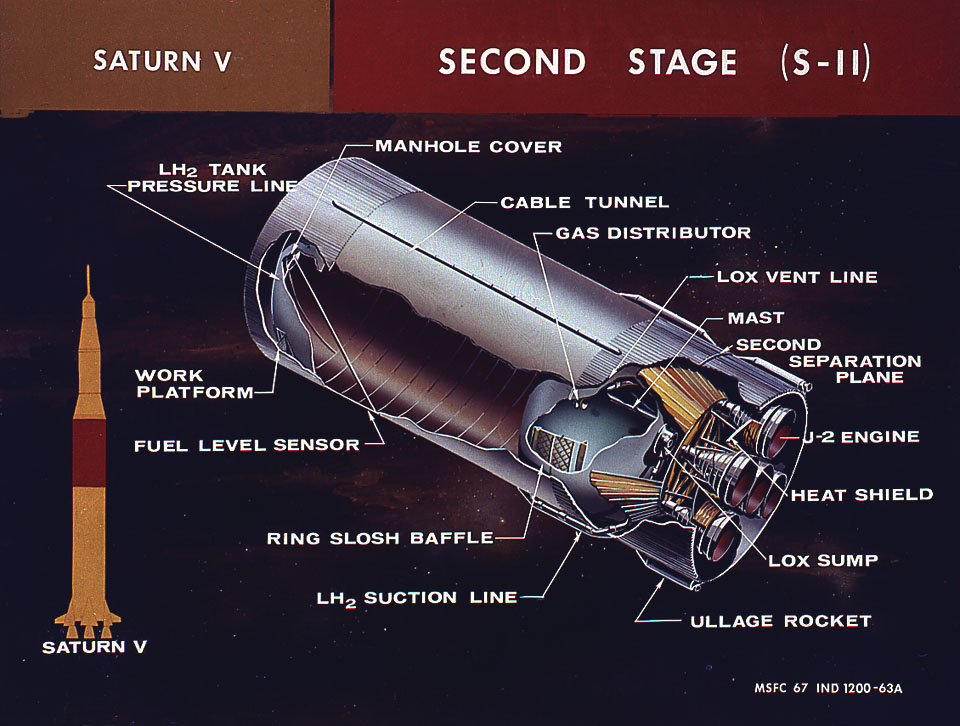 SATURN V
SECOND STAGE (S-II)
MANHOLE COVER
LH2 TANK
PRESSURE LINE
CABLE TUNNEL
GAS DISTRIBUTOR
LOX VENT LINE
MAST
SECOND
SEPARATION
PLANE
WORK
PLATFORM
J-2 ENGINE
FUEL LEVEL SENSOR
HEAT SHIELD
RING SLOSH BAFFLE
LOX SUMP
LH2 SUCTION LINE
ULLAGE ROCKET
SATURN V
MSFC 67 IND 1200-63A